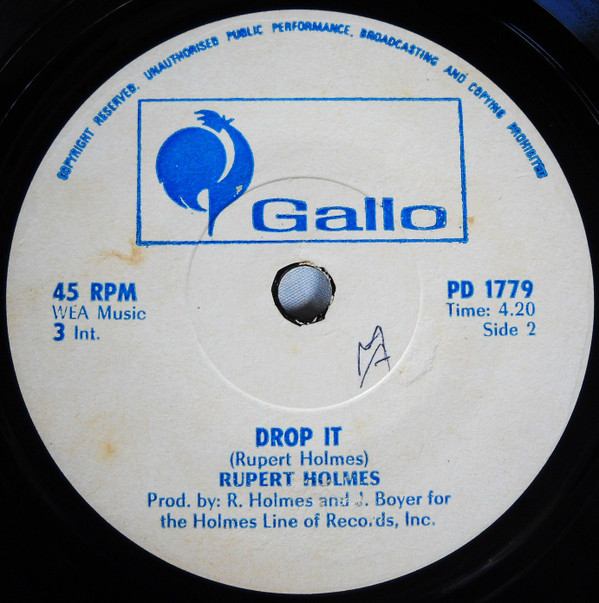 COPYRIGHT RESERVED. UNAUTHORISED PUBLIC PERFORMANCE, BROADCASTING AND COPYING PROHIBITED
Gallo
45 RPM
WEA Music
3 Int.
PD 1779
Time: 4.20
Side 2
DROP IT
(Rupert Holmes)
RUPERT HOLMES
Prod. by: R. Holmes and J. Boyer for
the Holmes Line of Records, Inc.